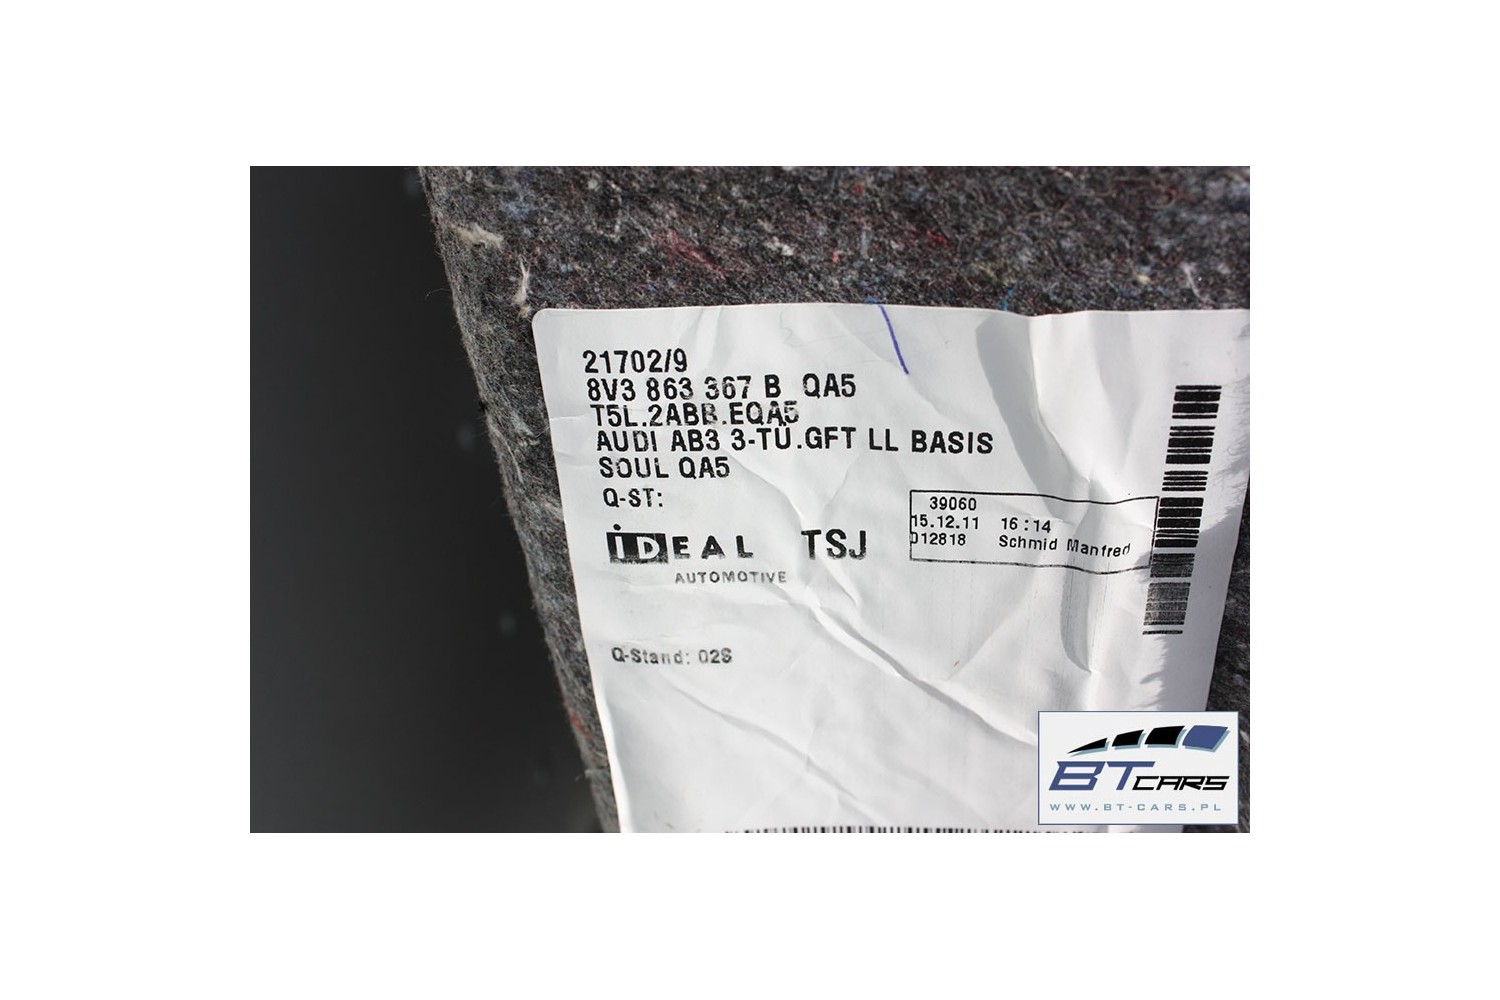 21702/9
8V3 863 367 B QA5
T5L.2ABB.EQA5
AUDI AB3 3-TÜ.GFT LL BASIS
SOUL QA5
Q-ST:
iDEAL TSJ
AUTOMOTIVE
39060
15.12.11 16:14
012818 Schmid Manfred
Q-Stand: 02S
BT CARS
WWW.BT-CARS.PL